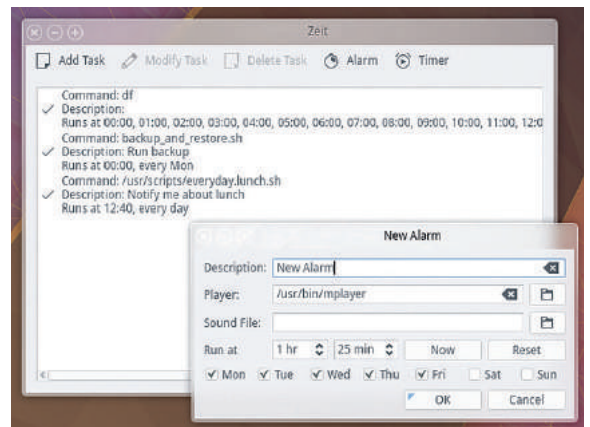 Zeit
Add Task Modify Task Delete Task Alarm Timer
Command: df
Description:
Runs at 00:00, 01:00, 02:00, 03:00, 04:00, 05:00, 06:00, 07:00, 08:00, 09:00, 10:00, 11:00, 12:0
Command: backup_and_restore.sh
Description: Run backup
Runs at 00:00, every Mon
Command: /usr/scripts/everyday.lunch.sh
Description: Notify me about lunch
Runs at 12:40, every day
New Alarm
Description: New Alarm
Player: /usr/bin/mplayer
Sound File:
Run at 1 hr 25 min Now Reset
Mon Tue Wed Thu Fri Sat Sun
OK Cancel